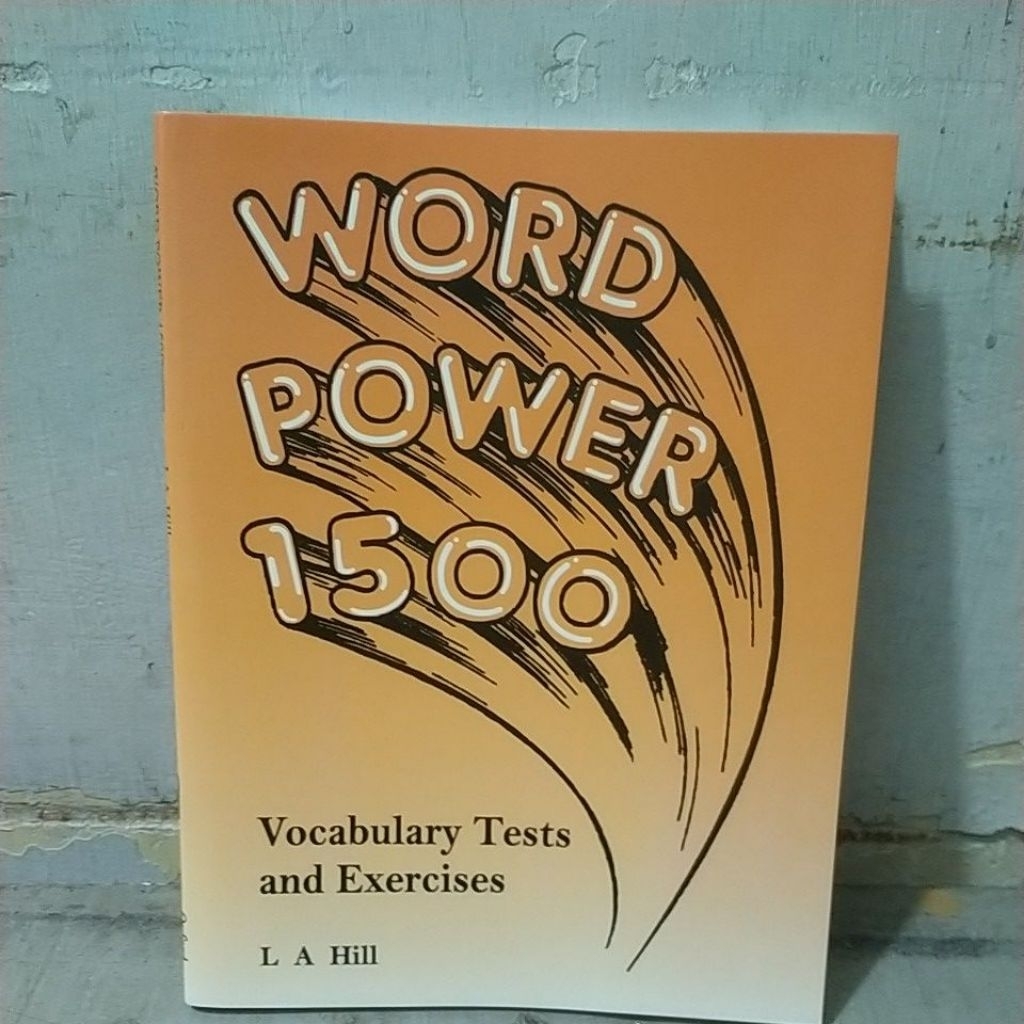 WORD
POWER
1500
Vocabulary Tests
and Exercises
L A Hill